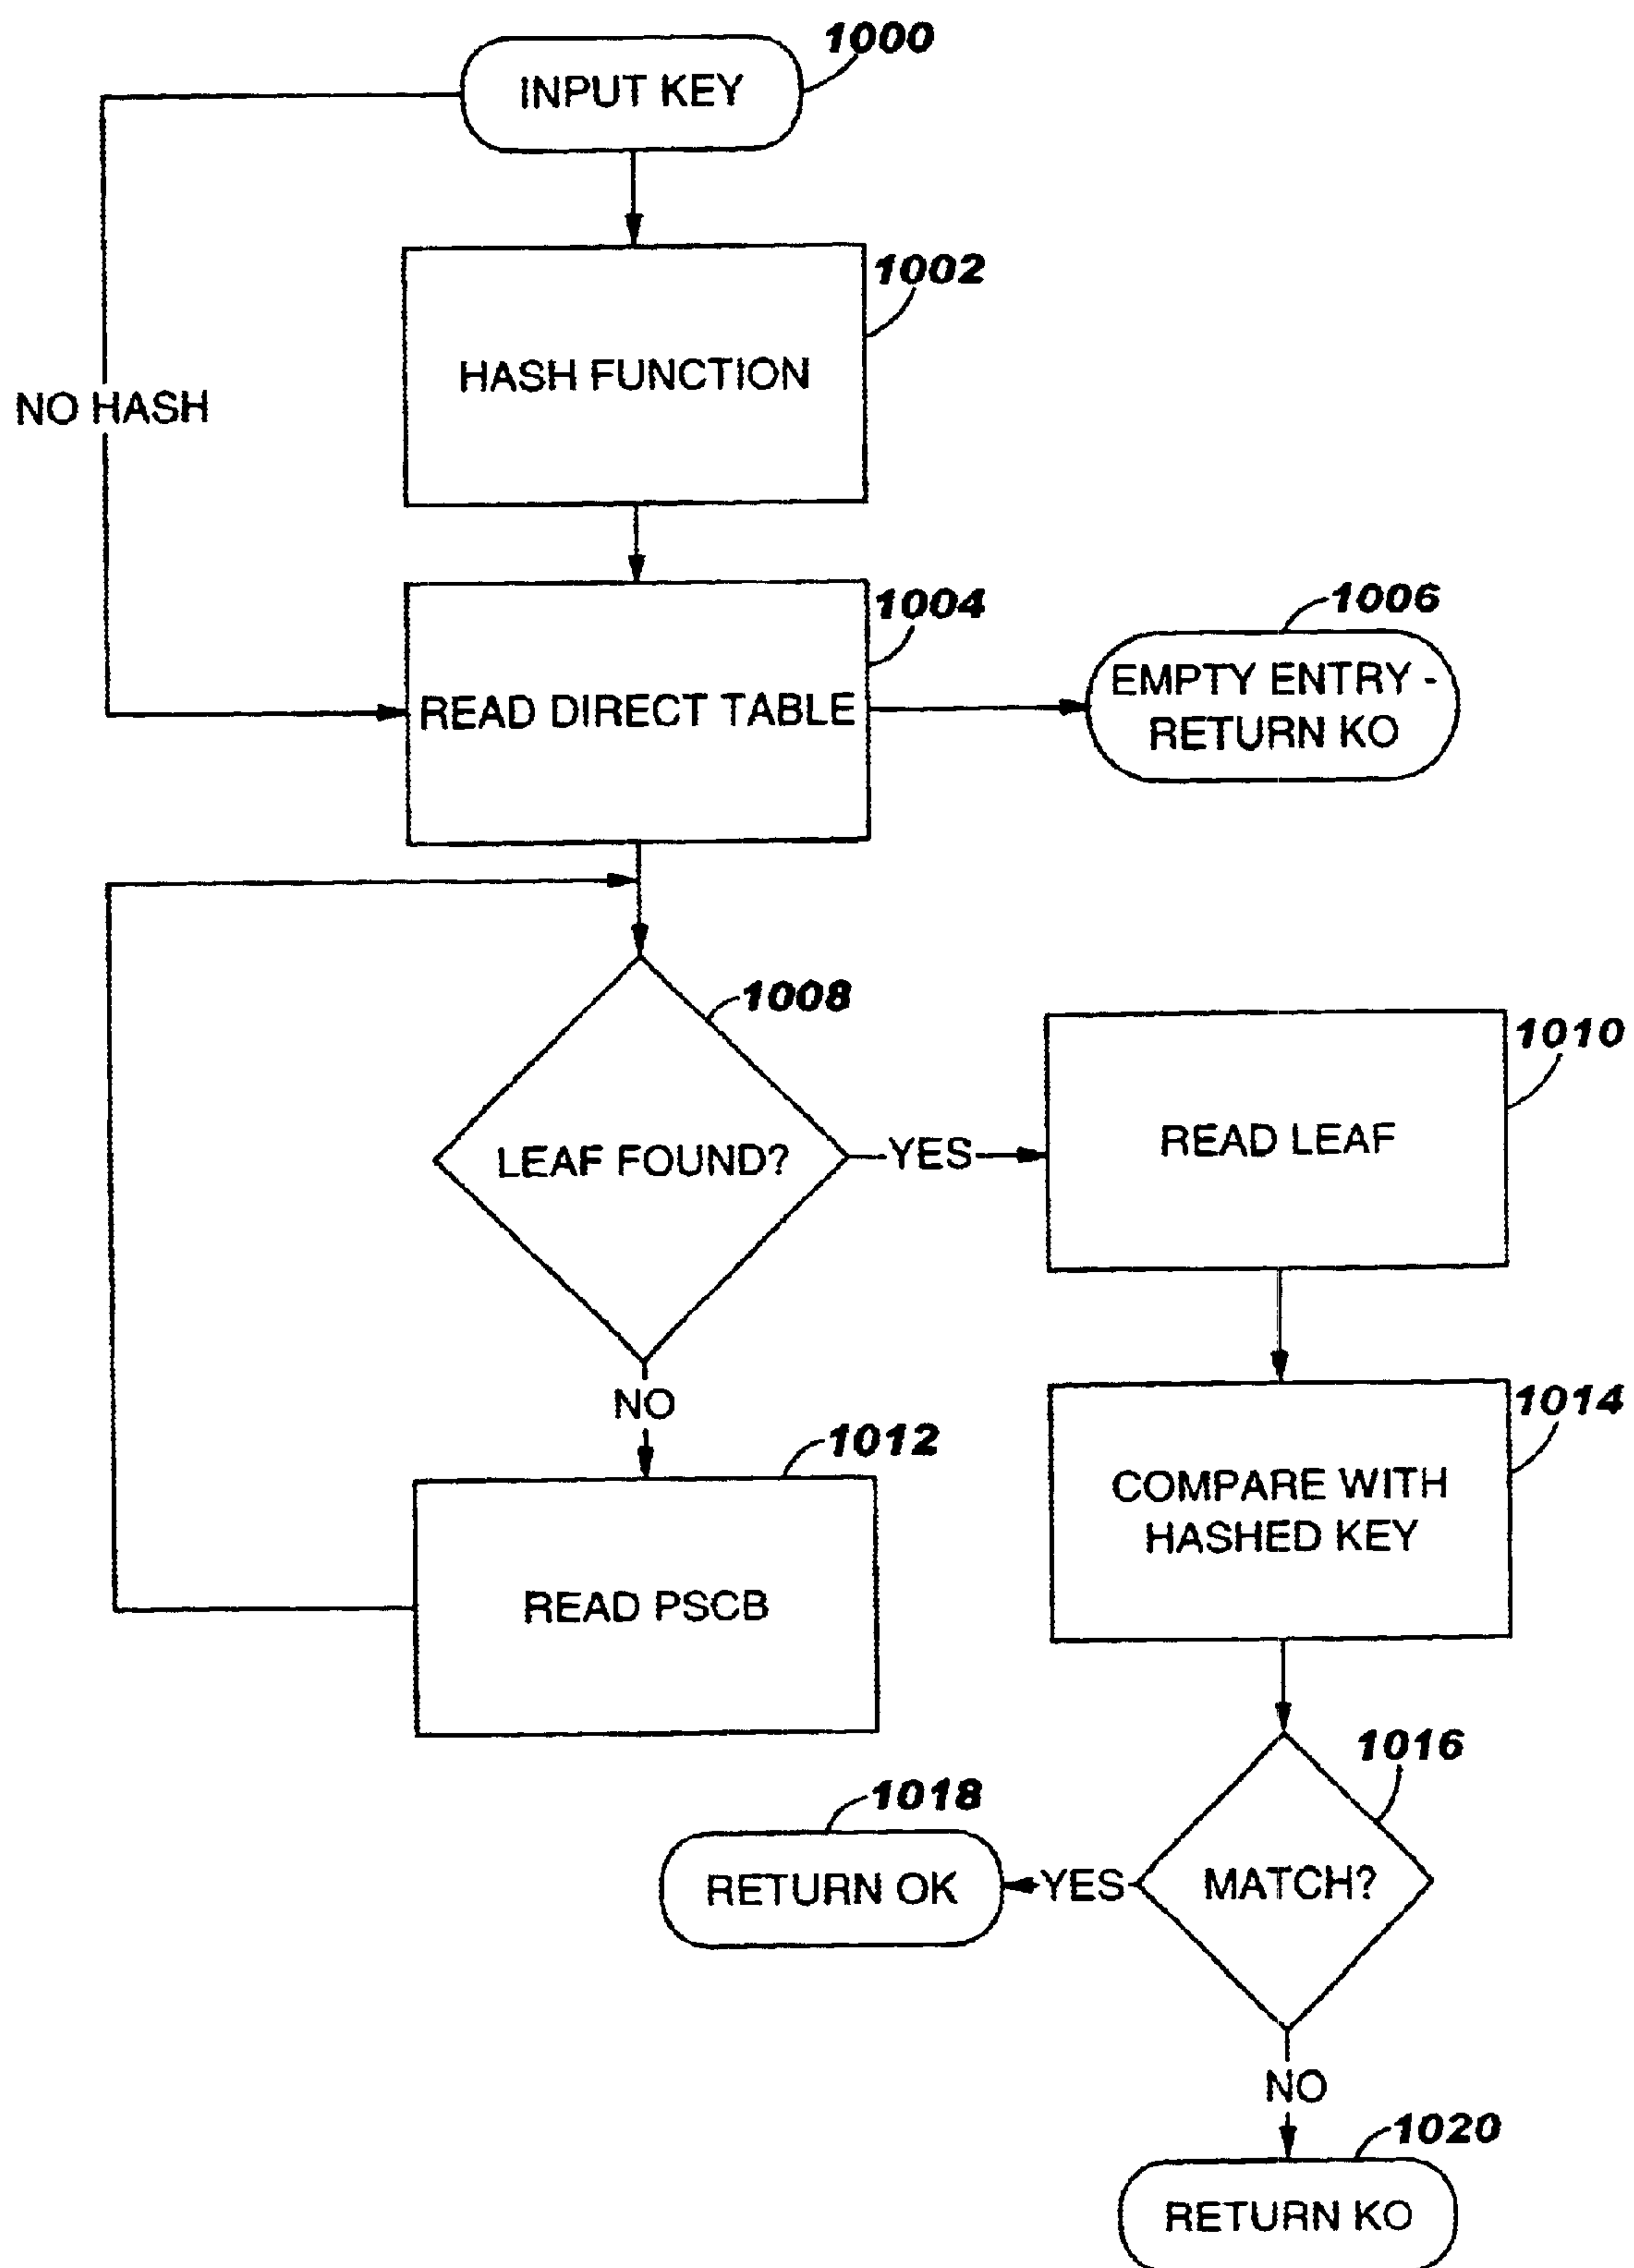 1000
INPUT KEY
1002
HASH FUNCTION
NO HASH
1004
READ DIRECT TABLE
1006
EMPTY ENTRY -
RETURN KO
1008
LEAF FOUND?
YES
1010
READ LEAF
NO
1012
READ PSCB
1014
COMPARE WITH
HASHED KEY
1016
MATCH?
YES
1018
RETURN OK
NO
1020
RETURN KO